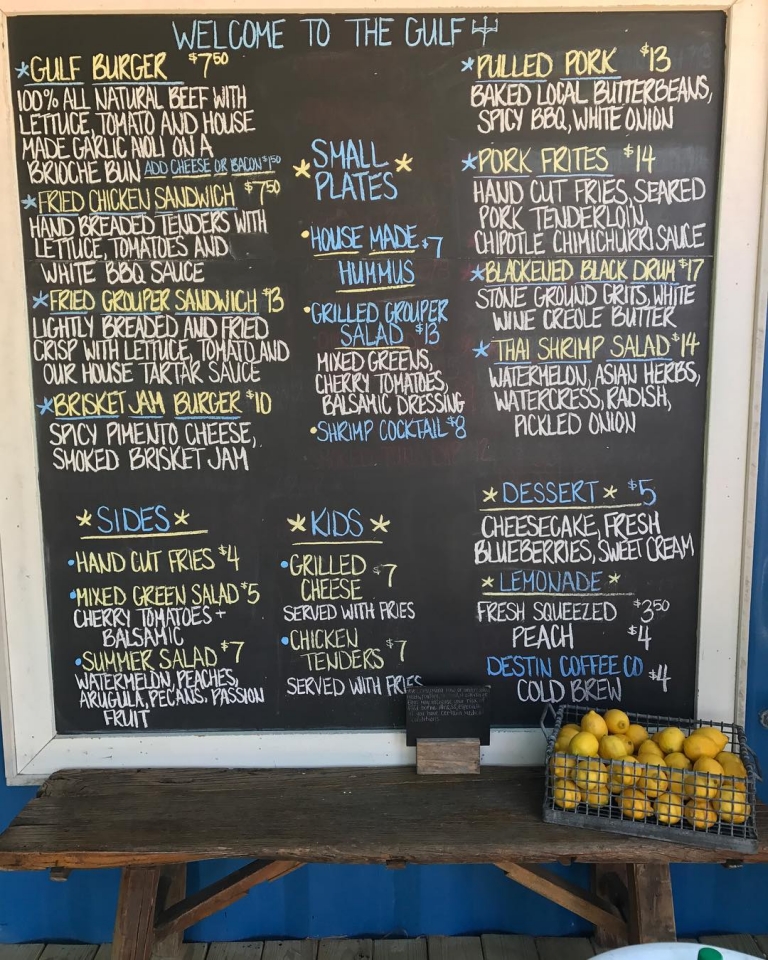 WELCOME TO THE GULF
GULF BURGER $7.50
100% ALL NATURAL BEEF WITH
LETTUCE, TOMATO AND HOUSE
MADE GARLIC AIOLI ON A
BRIOCHE BUN ADD CHEESE OR BACON $1.50
FRIED CHICKEN SANDWICH $7.50
HAND BREADED TENDERS WITH
LETTUCE, TOMATOES AND
WHITE BBQ SAUCE
FRIED GROUPER SANDWICH $13
LIGHTLY BREADED AND FRIED
CRISP WITH LETTUCE, TOMATO AND
OUR HOUSE TARTAR SAUCE
BRISKET JAM BURGER $10
SPICY PIMENTO CHEESE,
SMOKED BRISKET JAM
SMALL
PLATES
HOUSE MADE $7
HUMMUS
GRILLED GROUPER
SALAD $13
MIXED GREENS,
CHERRY TOMATOES,
BALSAMIC DRESSING
SHRIMP COCKTAIL $8
PULLED PORK $13
BAKED LOCAL BUTTERBEANS,
SPICY BBQ, WHITE ONION
PORK FRITES $14
HAND CUT FRIES, SEARED
PORK TENDERLOIN,
CHIPOTLE CHIMICHURRI SAUCE
BLACKENED BLACK DRUM $17
STONE GROUND GRITS, WHITE
WINE CREOLE BUTTER
THAI SHRIMP SALAD $14
WATERMELON, ASIAN HERBS,
WATERCRESS, RADISH,
PICKLED ONION
SIDES
HAND CUT FRIES $4
MIXED GREEN SALAD $5
CHERRY TOMATOES +
BALSAMIC
SUMMER SALAD $7
WATERMELON, PEACHES,
ARUGULA, PECANS, PASSION
FRUIT
KIDS
GRILLED $7
CHEESE
SERVED WITH FRIES
CHICKEN $7
TENDERS
SERVED WITH FRIES
DESSERT $5
CHEESECAKE, FRESH
BLUEBERRIES, SWEET CREAM
LEMONADE
FRESH SQUEEZED $3.50
PEACH $4
DESTIN COFFEE CO $4
COLD BREW